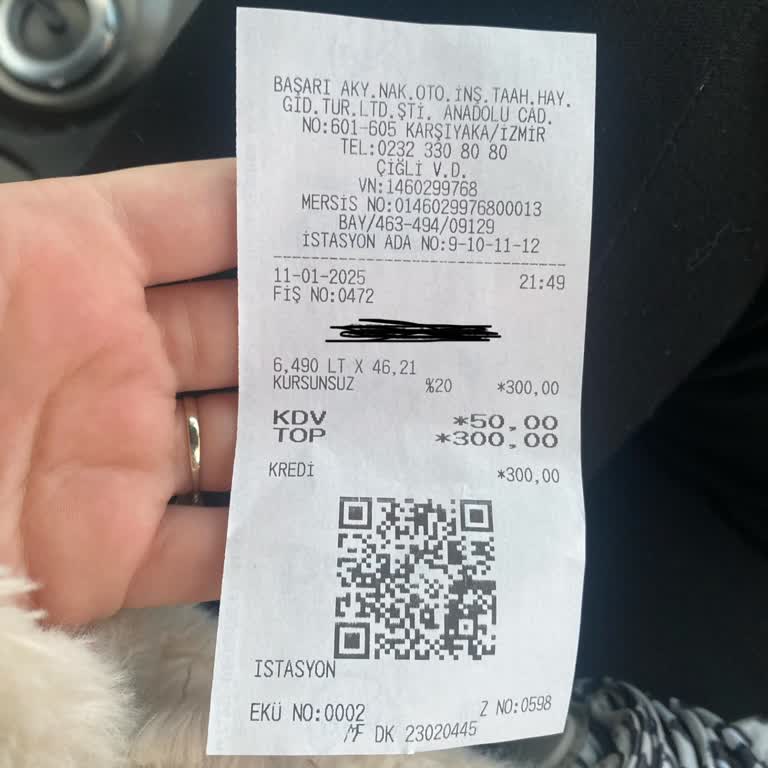 BAŞARI AKY.NAK.OTO.İNŞ.TAAH.HAY.
GİD.TUR.LTD.ŞTİ. ANADOLU CAD.
NO:601-605 KARŞIYAKA/İZMİR
TEL:0232 330 80 80
ÇİĞLİ V.D.
VN:1460299768
MERSİS NO:0146029976800013
BAY/463-494/09129
İSTASYON ADA NO:9-10-11-12
11-01-2025 21:49
FİŞ NO:0472
6,490 LT X 46,21
KURSUNSUZ %20 *300,00
KDV *50,00
TOP *300,00
KREDİ *300,00
ISTASYON
EKÜ NO:0002 Z NO:0598
MF DK 23020445